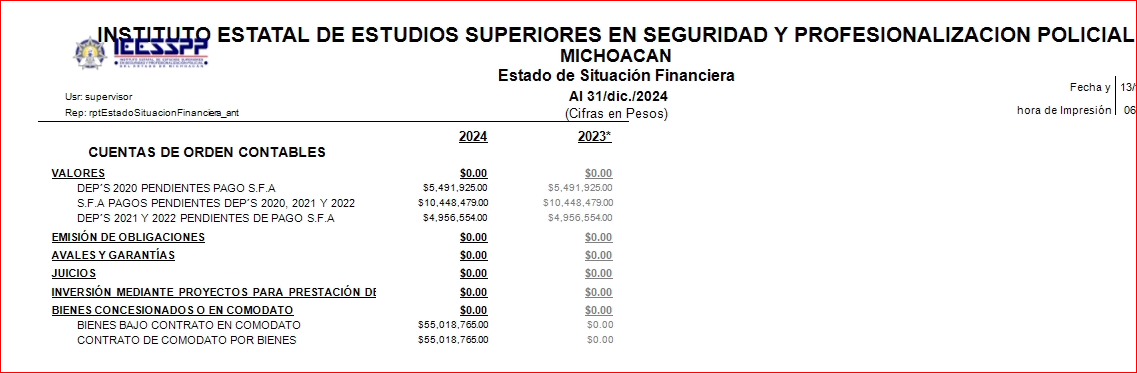 INSTITUTO ESTATAL DE ESTUDIOS SUPERIORES EN SEGURIDAD Y PROFESIONALIZACION POLICIAL
IEESSPP
MICHOACAN
Estado de Situación Financiera
Usr: supervisor
Al 31/dic./2024
Fecha y 13/
Rep: rptEstadoSituacionFinanciera_ant
(Cifras en Pesos)
hora de Impresión 06
2024 2023*
CUENTAS DE ORDEN CONTABLES
VALORES $0.00 $0.00
DEP´S 2020 PENDIENTES PAGO S.F.A $5,491,925.00 $5,491,925.00
S.F.A PAGOS PENDIENTES DEP´S 2020, 2021 Y 2022 $10,448,479.00 $10,448,479.00
DEP´S 2021 Y 2022 PENDIENTES DE PAGO S.F.A $4,956,554.00 $4,956,554.00
EMISIÓN DE OBLIGACIONES $0.00 $0.00
AVALES Y GARANTÍAS $0.00 $0.00
JUICIOS $0.00 $0.00
INVERSIÓN MEDIANTE PROYECTOS PARA PRESTACIÓN DE $0.00 $0.00
BIENES CONCESIONADOS O EN COMODATO $0.00 $0.00
BIENES BAJO CONTRATO EN COMODATO $55,018,765.00 $0.00
CONTRATO DE COMODATO POR BIENES $55,018,765.00 $0.00